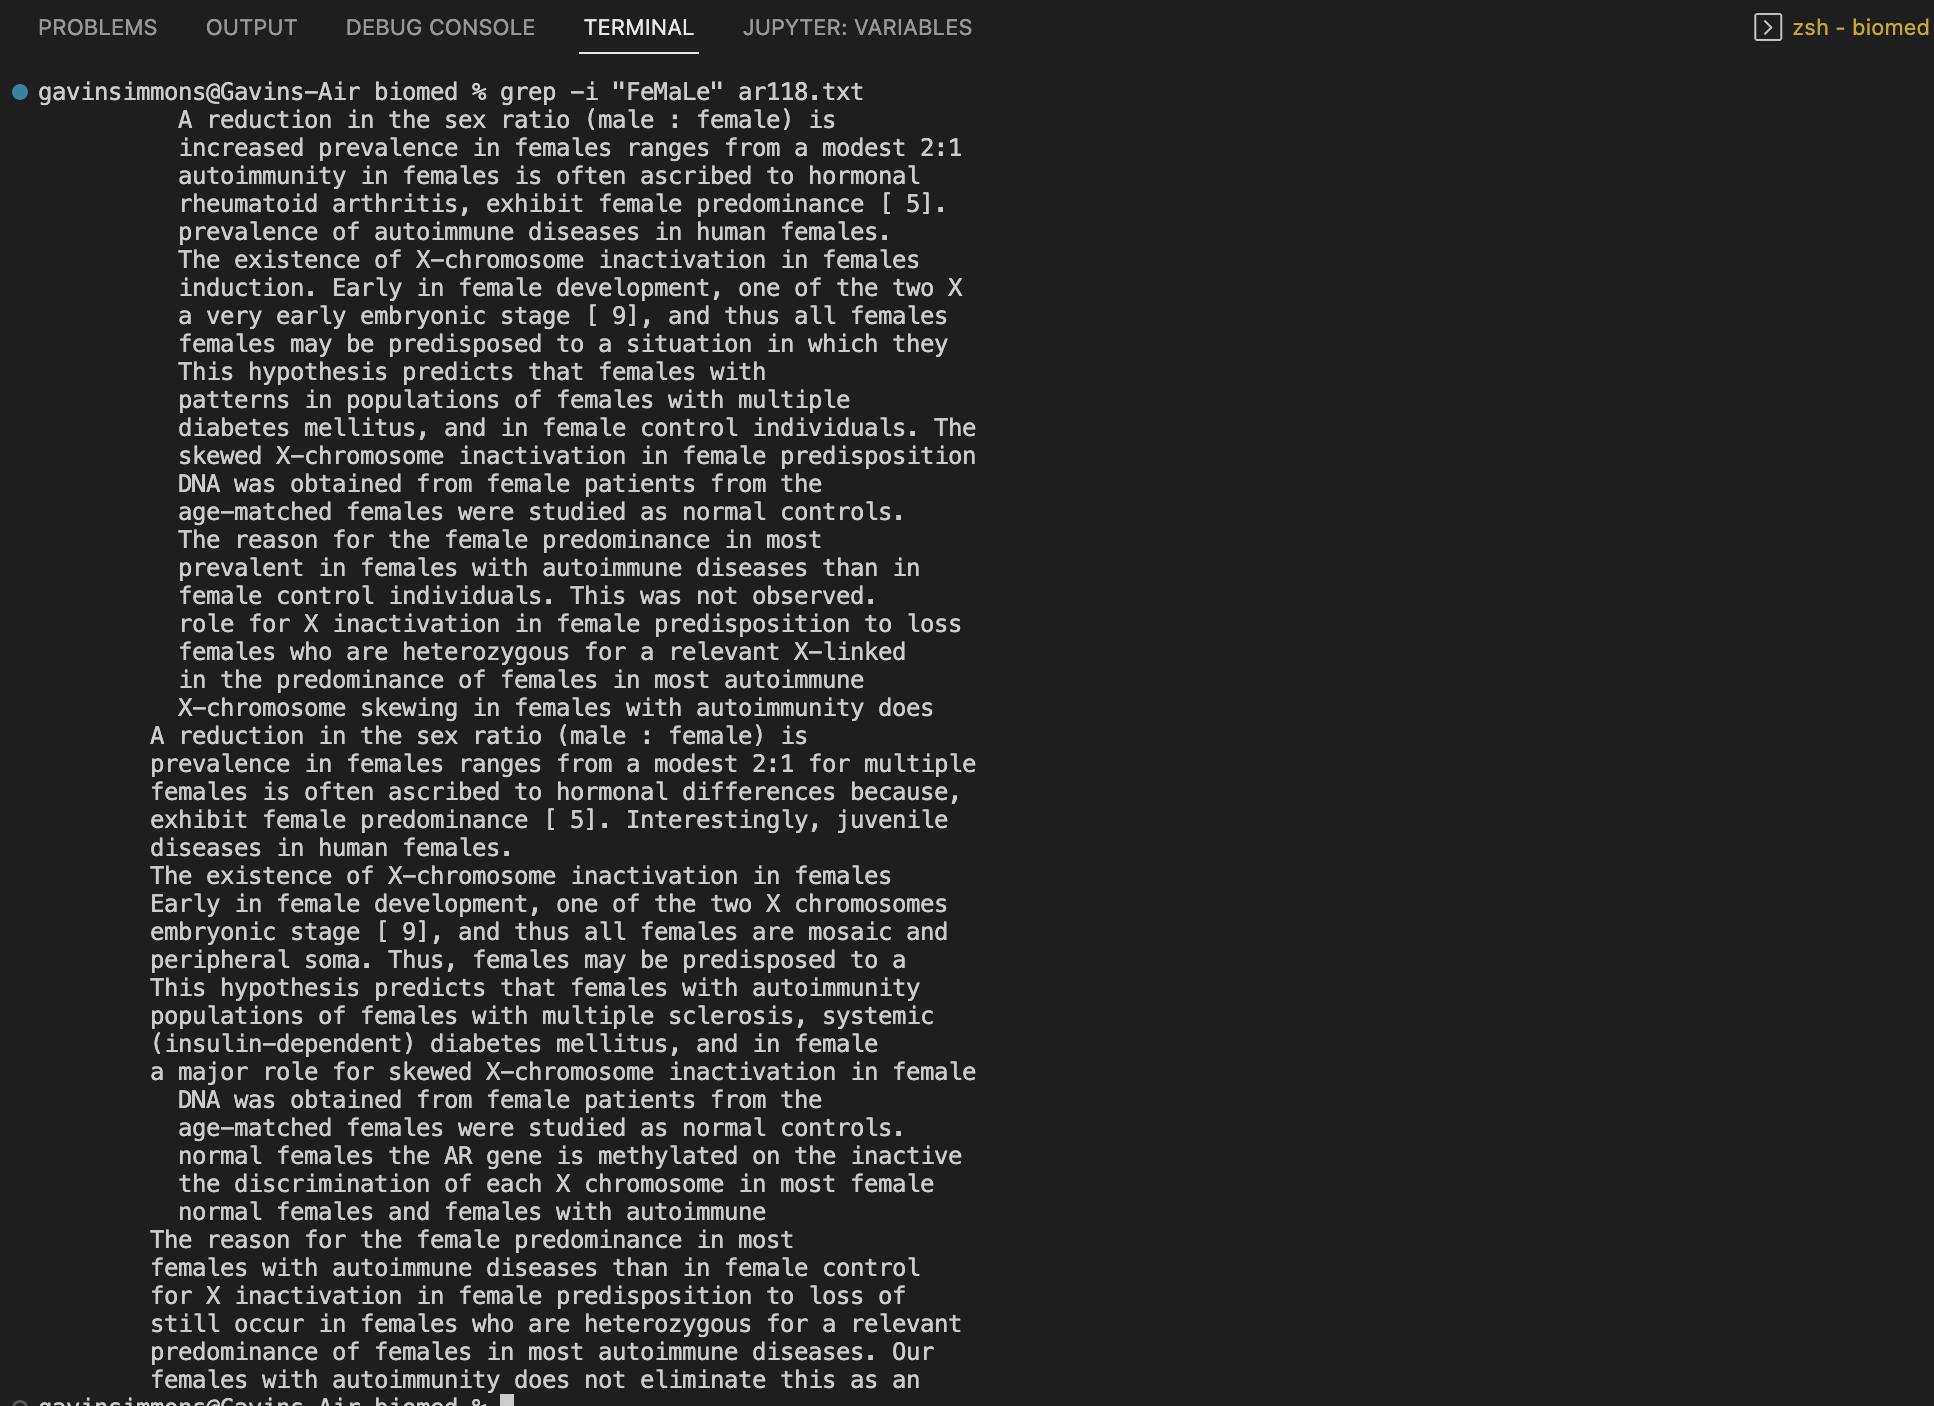 PROBLEMS OUTPUT DEBUG CONSOLE TERMINAL JUPYTER: VARIABLES zsh - biomed
gavinsimmons@Gavins-Air biomed % grep -i "FeMaLe" ar118.txt
A reduction in the sex ratio (male : female) is
increased prevalence in females ranges from a modest 2:1
autoimmunity in females is often ascribed to hormonal
rheumatoid arthritis, exhibit female predominance [ 5].
prevalence of autoimmune diseases in human females.
The existence of X-chromosome inactivation in females
induction. Early in female development, one of the two X
a very early embryonic stage [ 9], and thus all females
females may be predisposed to a situation in which they
This hypothesis predicts that females with
patterns in populations of females with multiple
diabetes mellitus, and in female control individuals. The
skewed X-chromosome inactivation in female predisposition
DNA was obtained from female patients from the
age-matched females were studied as normal controls.
The reason for the female predominance in most
prevalent in females with autoimmune diseases than in
female control individuals. This was not observed.
role for X inactivation in female predisposition to loss
females who are heterozygous for a relevant X-linked
in the predominance of females in most autoimmune
X-chromosome skewing in females with autoimmunity does
A reduction in the sex ratio (male : female) is
prevalence in females ranges from a modest 2:1 for multiple
females is often ascribed to hormonal differences because,
exhibit female predominance [ 5]. Interestingly, juvenile
diseases in human females.
The existence of X-chromosome inactivation in females
Early in female development, one of the two X chromosomes
embryonic stage [ 9], and thus all females are mosaic and
peripheral soma. Thus, females may be predisposed to a
This hypothesis predicts that females with autoimmunity
populations of females with multiple sclerosis, systemic
(insulin-dependent) diabetes mellitus, and in female
a major role for skewed X-chromosome inactivation in female
DNA was obtained from female patients from the
age-matched females were studied as normal controls.
normal females the AR gene is methylated on the inactive
the discrimination of each X chromosome in most female
normal females and females with autoimmune
The reason for the female predominance in most
females with autoimmune diseases than in female control
for X inactivation in female predisposition to loss of
still occur in females who are heterozygous for a relevant
predominance of females in most autoimmune diseases. Our
females with autoimmunity does not eliminate this as an
gavinsimmons@Gavins-Air biomed %